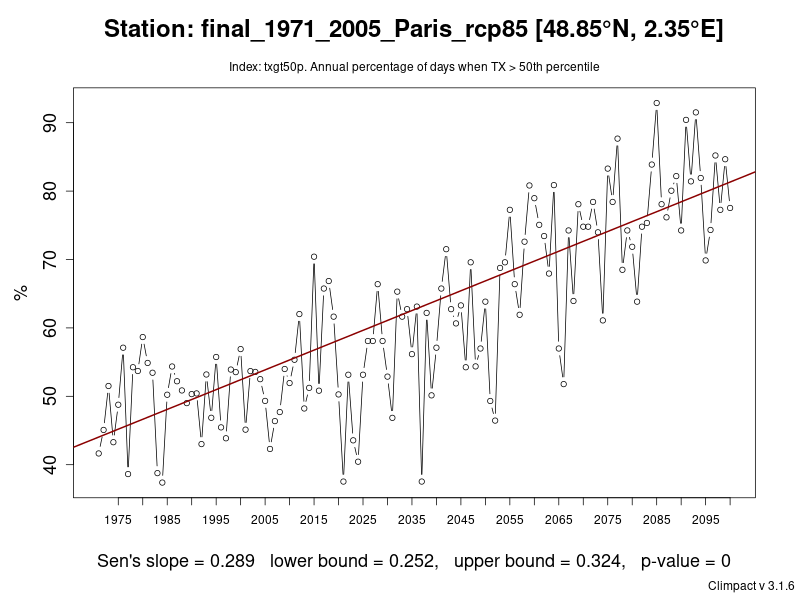 Station: final_1971_2005_Paris_rcp85 [48.85°N, 2.35°E]
Index: txgt50p. Annual percentage of days when TX > 50th percentile
90
80
70
60
50
40
%
1975 1985 1995 2005 2015 2025 2035 2045 2055 2065 2075 2085 2095
Sen's slope = 0.289 lower bound = 0.252, upper bound = 0.324, p-value = 0
Climpact v 3.1.6